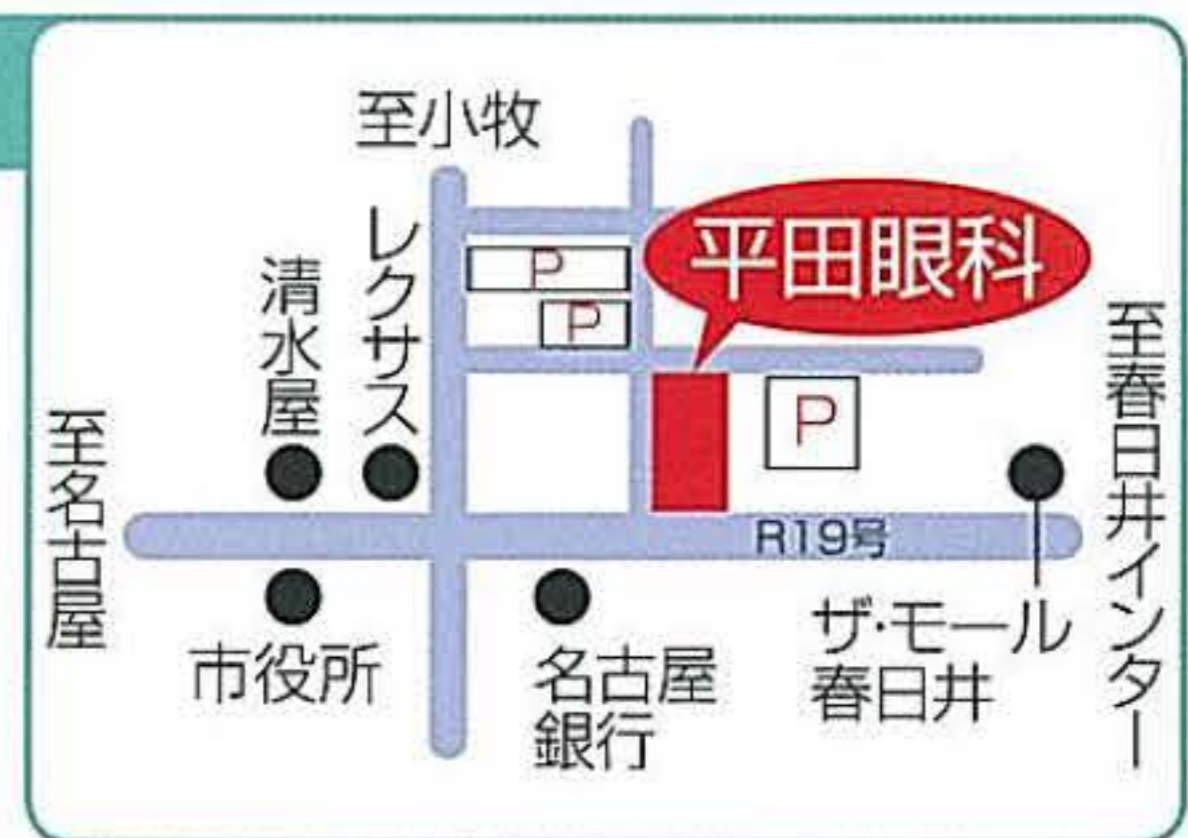 至小牧
レクサス
清水屋
平田眼科
P
P
P
至春日井インター
至名古屋
R19号
市役所
名古屋
銀行
ザ・モール
春日井